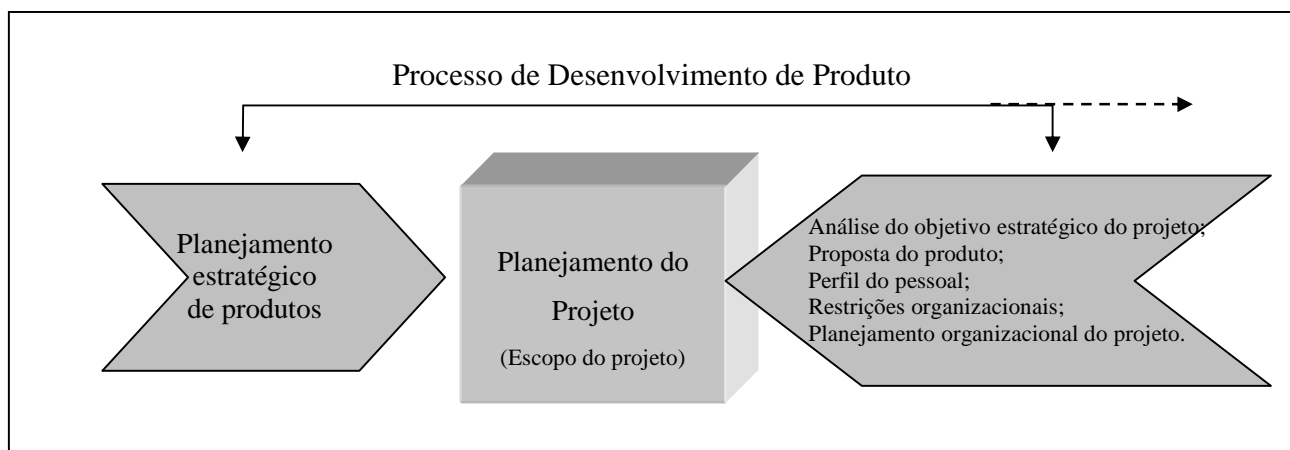 Processo de Desenvolvimento de Produto
Planejamento
estratégico
de produtos
Planejamento do
Projeto
(Escopo do projeto)
Análise do objetivo estratégico do projeto;
Proposta do produto;
Perfil do pessoal;
Restrições organizacionais;
Planejamento organizacional do projeto.